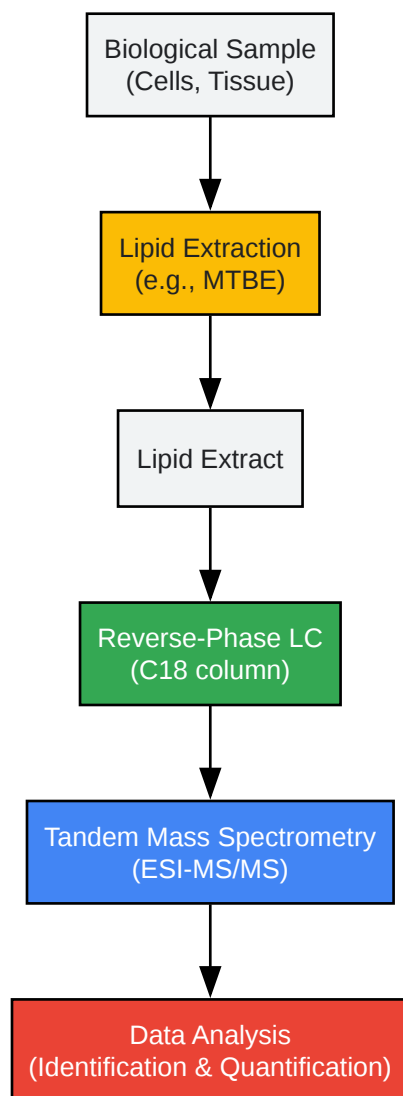 Biological Sample
(Cells, Tissue)
Lipid Extraction
(e.g., MTBE)
Lipid Extract
Reverse-Phase LC
(C18 column)
Tandem Mass Spectrometry
(ESI-MS/MS)
Data Analysis
(Identification & Quantification)